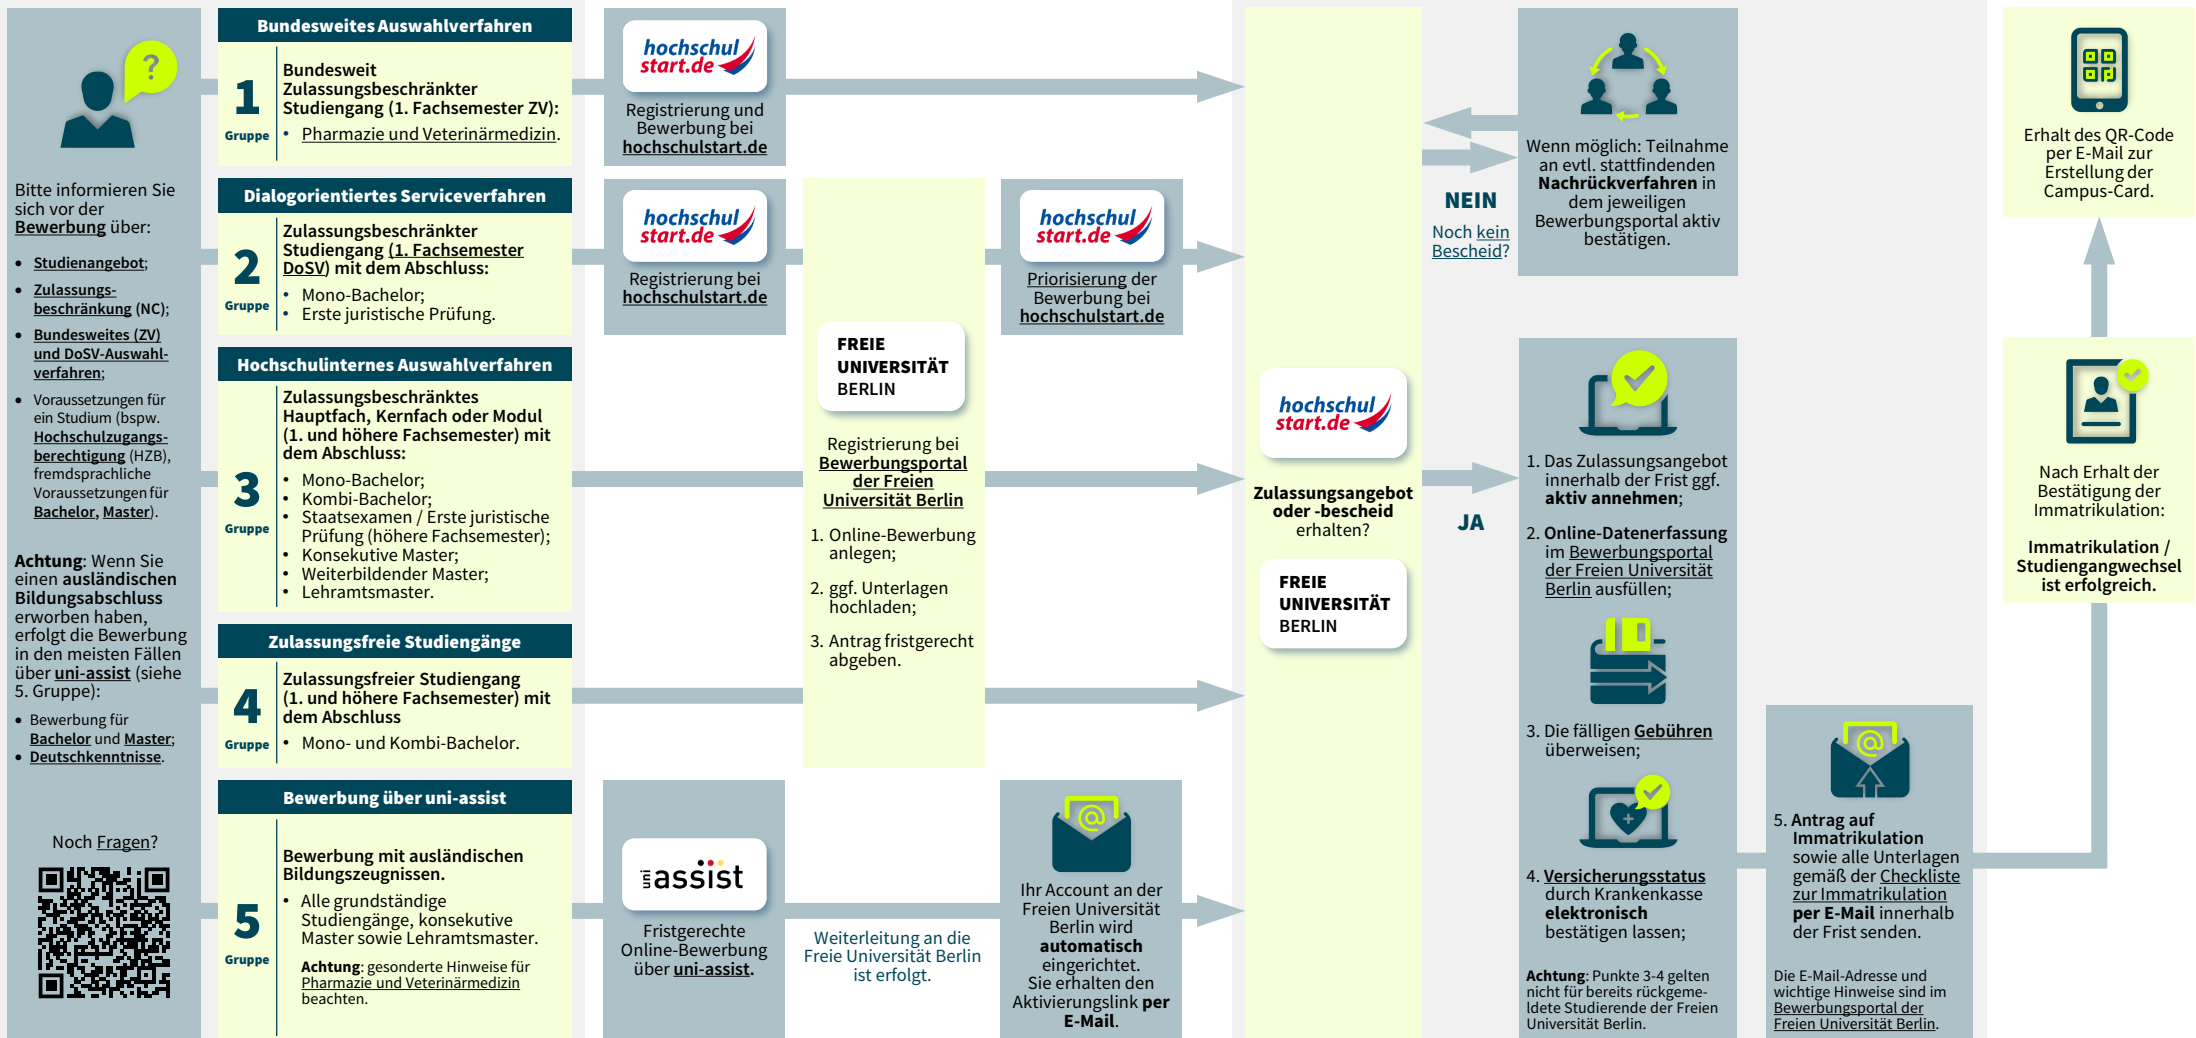 ?
Bitte informieren Sie
sich vor der
Bewerbung über:
• Studienangebot;
• Zulassungs-
beschränkung (NC);
• Bundesweites (ZV)
und DoSV-Auswahl-
verfahren;
• Voraussetzungen für
ein Studium (bspw.
Hochschulzugangs-
berechtigung (HZB),
fremdsprachliche
Voraussetzungen für
Bachelor, Master).
Achtung: Wenn Sie
einen ausländischen
Bildungsabschluss
erworben haben,
erfolgt die Bewerbung
in den meisten Fällen
über uni-assist (siehe
5. Gruppe):
• Bewerbung für
Bachelor und Master;
• Deutschkenntnisse.
Noch Fragen?
Bundesweites Auswahlverfahren
1
Gruppe
Bundesweit
Zulassungsbeschränkter
Studiengang (1. Fachsemester ZV):
• Pharmazie und Veterinärmedizin.
hochschul
start.de
Registrierung und
Bewerbung bei
hochschulstart.de
Dialogorientiertes Serviceverfahren
2
Gruppe
Zulassungsbeschränkter
Studiengang (1. Fachsemester
DoSV) mit dem Abschluss:
• Mono-Bachelor;
• Erste juristische Prüfung.
hochschul
start.de
Registrierung bei
hochschulstart.de
hochschul
start.de
Priorisierung der
Bewerbung bei
hochschulstart.de
Hochschulinternes Auswahlverfahren
3
Gruppe
Zulassungsbeschränktes
Hauptfach, Kernfach oder Modul
(1. und höhere Fachsemester) mit
dem Abschluss:
• Mono-Bachelor;
• Kombi-Bachelor;
• Staatsexamen / Erste juristische
Prüfung (höhere Fachsemester);
• Konsekutive Master;
• Weiterbildender Master;
• Lehramtsmaster.
FREIE
UNIVERSITÄT
BERLIN
Registrierung bei
Bewerbungsportal
der Freien
Universität Berlin
1. Online-Bewerbung
anlegen;
2. ggf. Unterlagen
hochladen;
3. Antrag fristgerecht
abgeben.
Zulassungsfreie Studiengänge
4
Gruppe
Zulassungsfreier Studiengang
(1. und höhere Fachsemester) mit
dem Abschluss
• Mono- und Kombi-Bachelor.
Bewerbung über uni-assist
5
Gruppe
Bewerbung mit ausländischen
Bildungszeugnissen.
• Alle grundständige
Studiengänge, konsekutive
Master sowie Lehramtsmaster.
Achtung: gesonderte Hinweise für
Pharmazie und Veterinärmedizin
beachten.
uni assist
Fristgerechte
Online-Bewerbung
über uni-assist.
Weiterleitung an die
Freie Universität Berlin
ist erfolgt.
@
Ihr Account an der
Freien Universität
Berlin wird
automatisch
eingerichtet.
Sie erhalten den
Aktivierungslink per
E-Mail.
hochschul
start.de
Zulassungsangebot
oder -bescheid
erhalten?
FREIE
UNIVERSITÄT
BERLIN
NEIN
Noch kein
Bescheid?
Wenn möglich: Teilnahme
an evtl. stattfindenden
Nachrückverfahren in
dem jeweiligen
Bewerbungsportal aktiv
bestätigen.
JA
1. Das Zulassungsangebot
innerhalb der Frist ggf.
aktiv annehmen;
2. Online-Datenerfassung
im Bewerbungsportal
der Freien Universität
Berlin ausfüllen;
3. Die fälligen Gebühren
überweisen;
4. Versicherungsstatus
durch Krankenkasse
elektronisch
bestätigen lassen;
Achtung: Punkte 3-4 gelten
nicht für bereits rückgeme-
ldete Studierende der Freien
Universität Berlin.
@
5. Antrag auf
Immatrikulation
sowie alle Unterlagen
gemäß der Checkliste
zur Immatrikulation
per E-Mail innerhalb
der Frist senden.
Die E-Mail-Adresse und
wichtige Hinweise sind im
Bewerbungsportal der
Freien Universität Berlin.
Erhalt des QR-Code
per E-Mail zur
Erstellung der
Campus-Card.
Nach Erhalt der
Bestätigung der
Immatrikulation:
Immatrikulation /
Studiengangwechsel
ist erfolgreich.